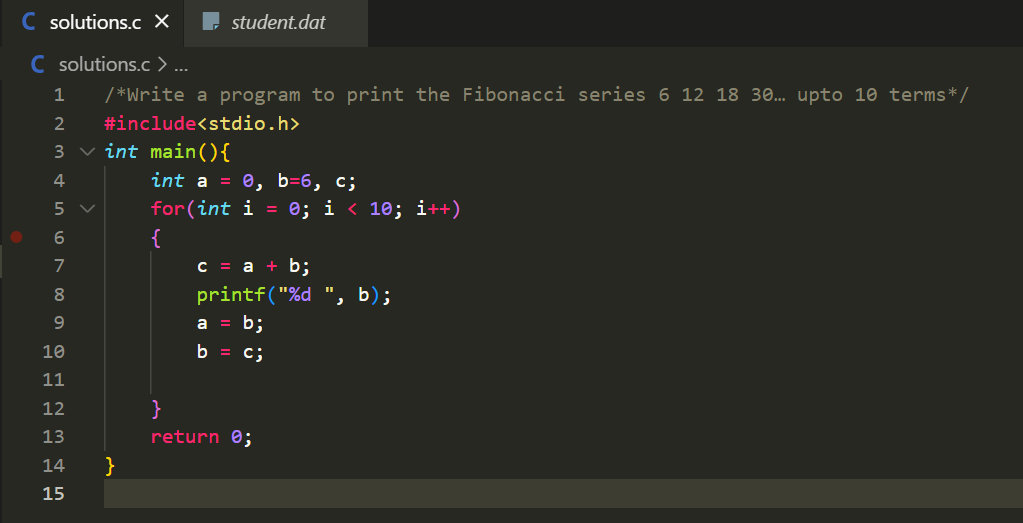 C solutions.c × student.dat
C solutions.c > ...
1 /*Write a program to print the Fibonacci series 6 12 18 30… upto 10 terms*/
2 #include<stdio.h>
3 int main(){
4     int a = 0, b=6, c;
5     for(int i = 0; i < 10; i++)
6     {
7         c = a + b;
8         printf("%d ", b);
9         a = b;
10         b = c;
11
12     }
13     return 0;
14 }
15